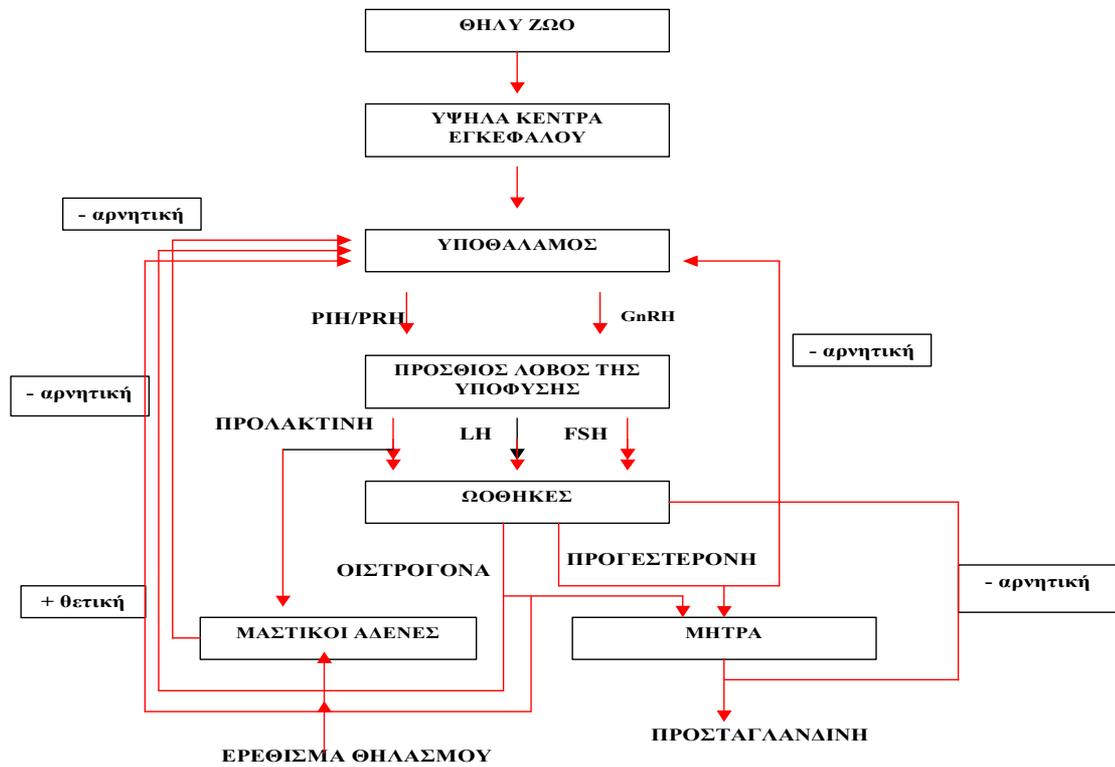 ΘΗΛΥ ΖΩΟ
ΥΨΗΛΑ ΚΕΝΤΡΑ
ΕΓΚΕΦΑΛΟΥ
- αρνητική
ΥΠΟΘΑΛΑΜΟΣ
PIH/PRH
GnRH
- αρνητική
- αρνητική
ΠΡΟΣΘΙΟΣ ΛΟΒΟΣ ΤΗΣ
ΥΠΟΦΥΣΗΣ
ΠΡΟΛΑΚΤΙΝΗ
LH
FSH
ΩΟΘΗΚΕΣ
ΟΙΣΤΡΟΓΟΝΑ
ΠΡΟΓΕΣΤΕΡΟΝΗ
- αρνητική
+ θετική
ΜΑΣΤΙΚΟΙ ΑΔΕΝΕΣ
ΜΗΤΡΑ
ΠΡΟΣΤΑΓΛΑΝΔΙΝΗ
ΕΡΕΘΙΣΜΑ ΘΗΛΑΣΜΟΥ